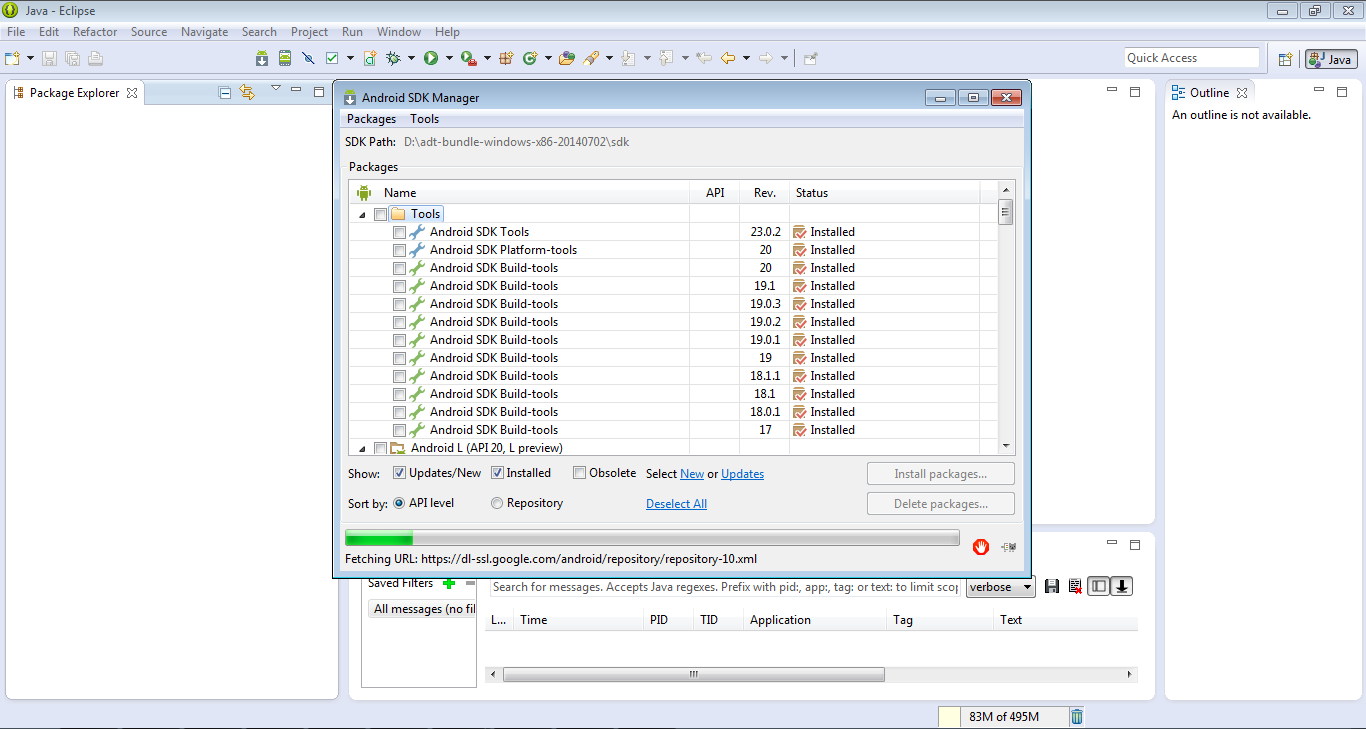 Java - Eclipse
File Edit Refactor Source Navigate Search Project Run Window Help
Quick Access
Java
Package Explorer
Android SDK Manager
Packages Tools
SDK Path: D:\adt-bundle-windows-x86-20140702\sdk
Packages
Name API Rev. Status
Tools
Android SDK Tools 23.0.2 Installed
Android SDK Platform-tools 20 Installed
Android SDK Build-tools 20 Installed
Android SDK Build-tools 19.1 Installed
Android SDK Build-tools 19.0.3 Installed
Android SDK Build-tools 19.0.2 Installed
Android SDK Build-tools 19.0.1 Installed
Android SDK Build-tools 19 Installed
Android SDK Build-tools 18.1.1 Installed
Android SDK Build-tools 18.1 Installed
Android SDK Build-tools 18.0.1 Installed
Android SDK Build-tools 17 Installed
Android L (API 20, L preview)
Show: Updates/New Installed Obsolete Select New or Updates
Install packages...
Sort by: API level Repository Deselect All
Delete packages...
Fetching URL: https://dl-ssl.google.com/android/repository/repository-10.xml
Outline
An outline is not available.
Saved Filters
All messages (no fil
Search for messages. Accepts Java regexes. Prefix with pid:, app:, tag: or text: to limit scop
verbose
L... Time PID TID Application Tag Text
83M of 495M